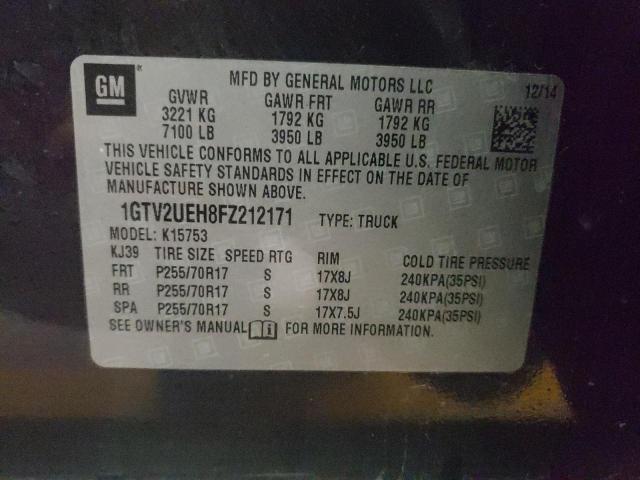 GM
MFD BY GENERAL MOTORS LLC
12/14
GVWR GAWR FRT GAWR RR
3221 KG 1792 KG 1792 KG
7100 LB 3950 LB 3950 LB
THIS VEHICLE CONFORMS TO ALL APPLICABLE U.S. FEDERAL MOTOR
VEHICLE SAFETY STANDARDS IN EFFECT ON THE DATE OF
MANUFACTURE SHOWN ABOVE.
1GTV2UEH8FZ212171 TYPE: TRUCK
MODEL: K15753
KJ39 TIRE SIZE SPEED RTG RIM COLD TIRE PRESSURE
FRT P255/70R17 S 17X8J 240KPA(35PSI)
RR P255/70R17 S 17X8J 240KPA(35PSI)
SPA P255/70R17 S 17X7.5J 240KPA(35PSI)
SEE OWNER'S MANUAL i FOR MORE INFORMATION.